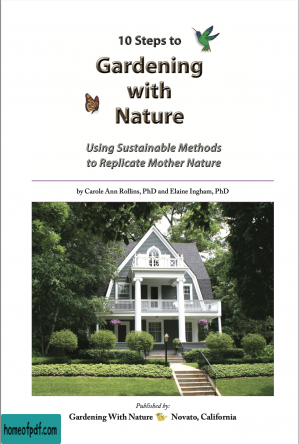 10 Steps to
Gardening
with
Nature
Using Sustainable Methods
to Replicate Mother Nature
by Carole Ann Rollins, PhD and Elaine Ingham, PhD
Published by:
Gardening With Nature Novato, California
homeofpdf.com